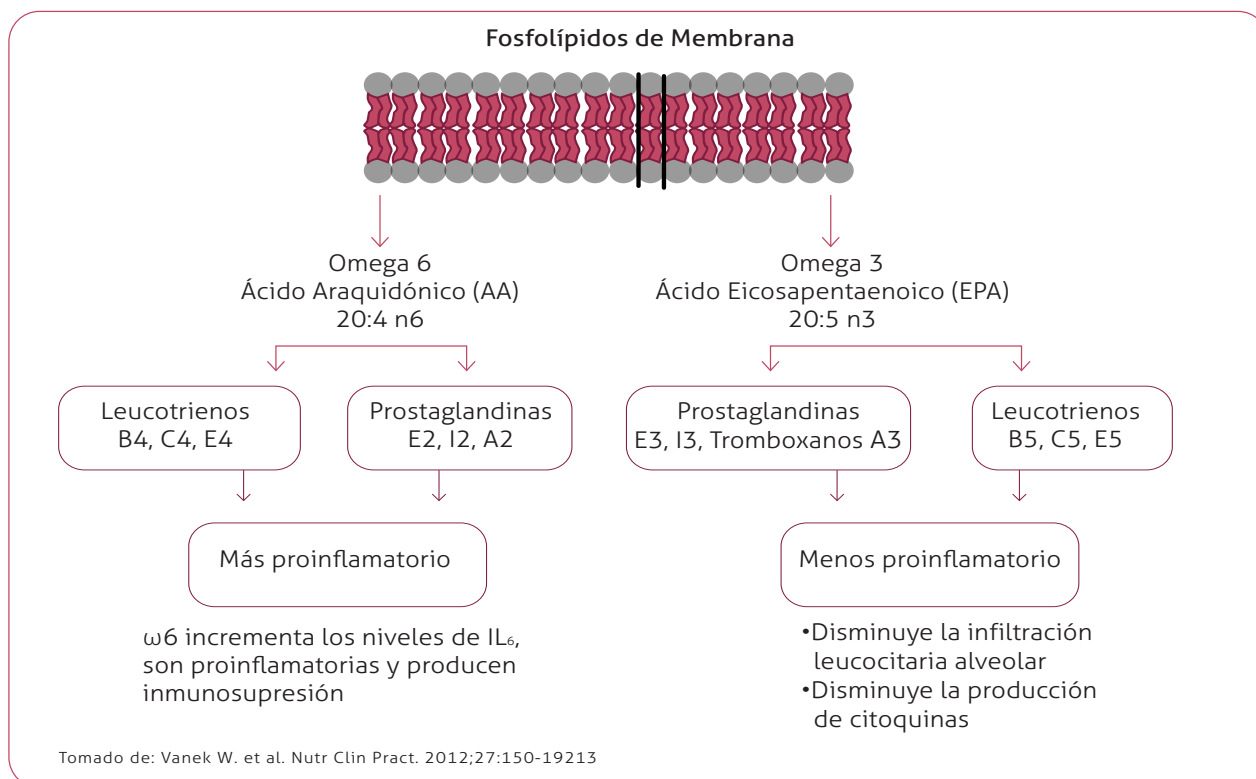 Fosfolípidos de Membrana
Omega 6
Ácido Araquidónico (AA)
20:4 n6
Omega 3
Ácido Eicosapentaenoico (EPA)
20:5 n3
Leucotrienos
B4, C4, E4
Prostaglandinas
E2, I2, A2
Prostaglandinas
E3, I3, Tromboxanos A3
Leucotrienos
B5, C5, E5
Más proinflamatorio
Menos proinflamatorio
ω6 incrementa los niveles de IL₆,
son proinflamatorias y producen
inmunosupresión
•Disminuye la infiltración
leucocitaria alveolar
•Disminuye la producción
de citoquinas
Tomado de: Vanek W. et al. Nutr Clin Pract. 2012;27:150-19213